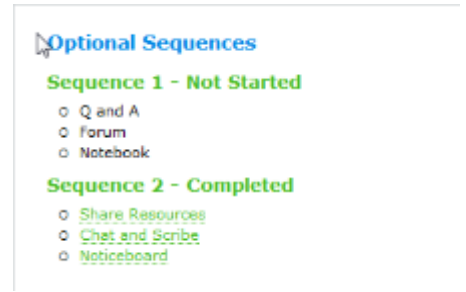 Optional Sequences
Sequence 1 - Not Started
Q and A
Forum
Notebook
Sequence 2 - Completed
Share Resources
Chat and Scribe
Noticeboard